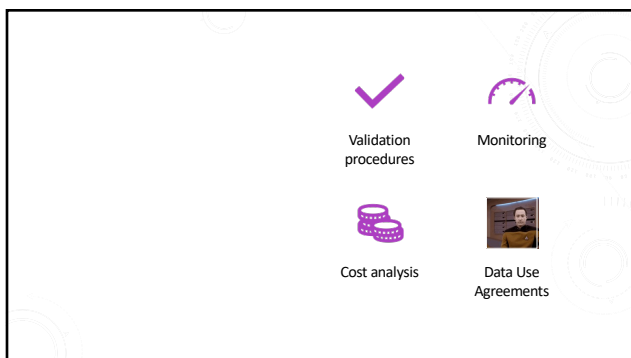 Validation
procedures
Monitoring
Cost analysis
Data Use
Agreements